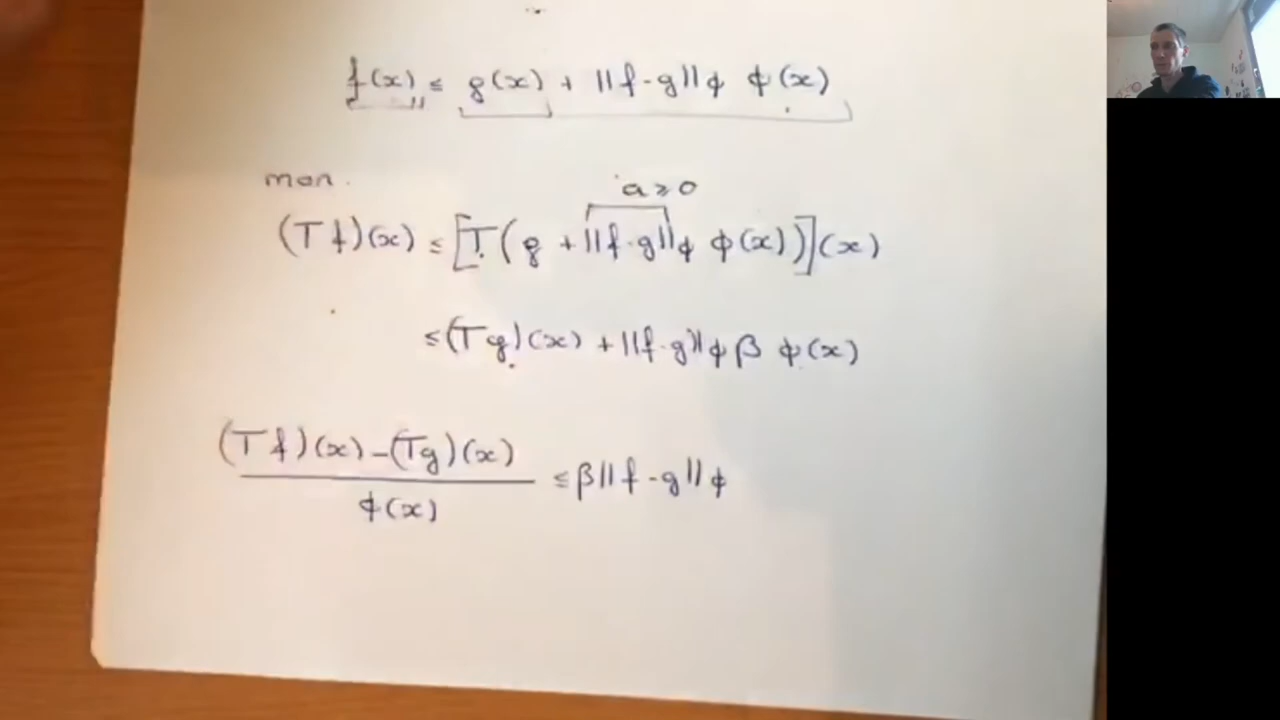 f(x) ≤ g(x) + ||f-g||ϕ ϕ(x)
mon.
a ≥ 0
(Tf)(x) ≤ [T(g + ||f-g||ϕ ϕ(x))](x)
≤ (Tg)(x) + ||f-g||ϕ β ϕ(x)
(Tf)(x) - (Tg)(x)
ϕ(x)
≤ β||f-g||ϕ